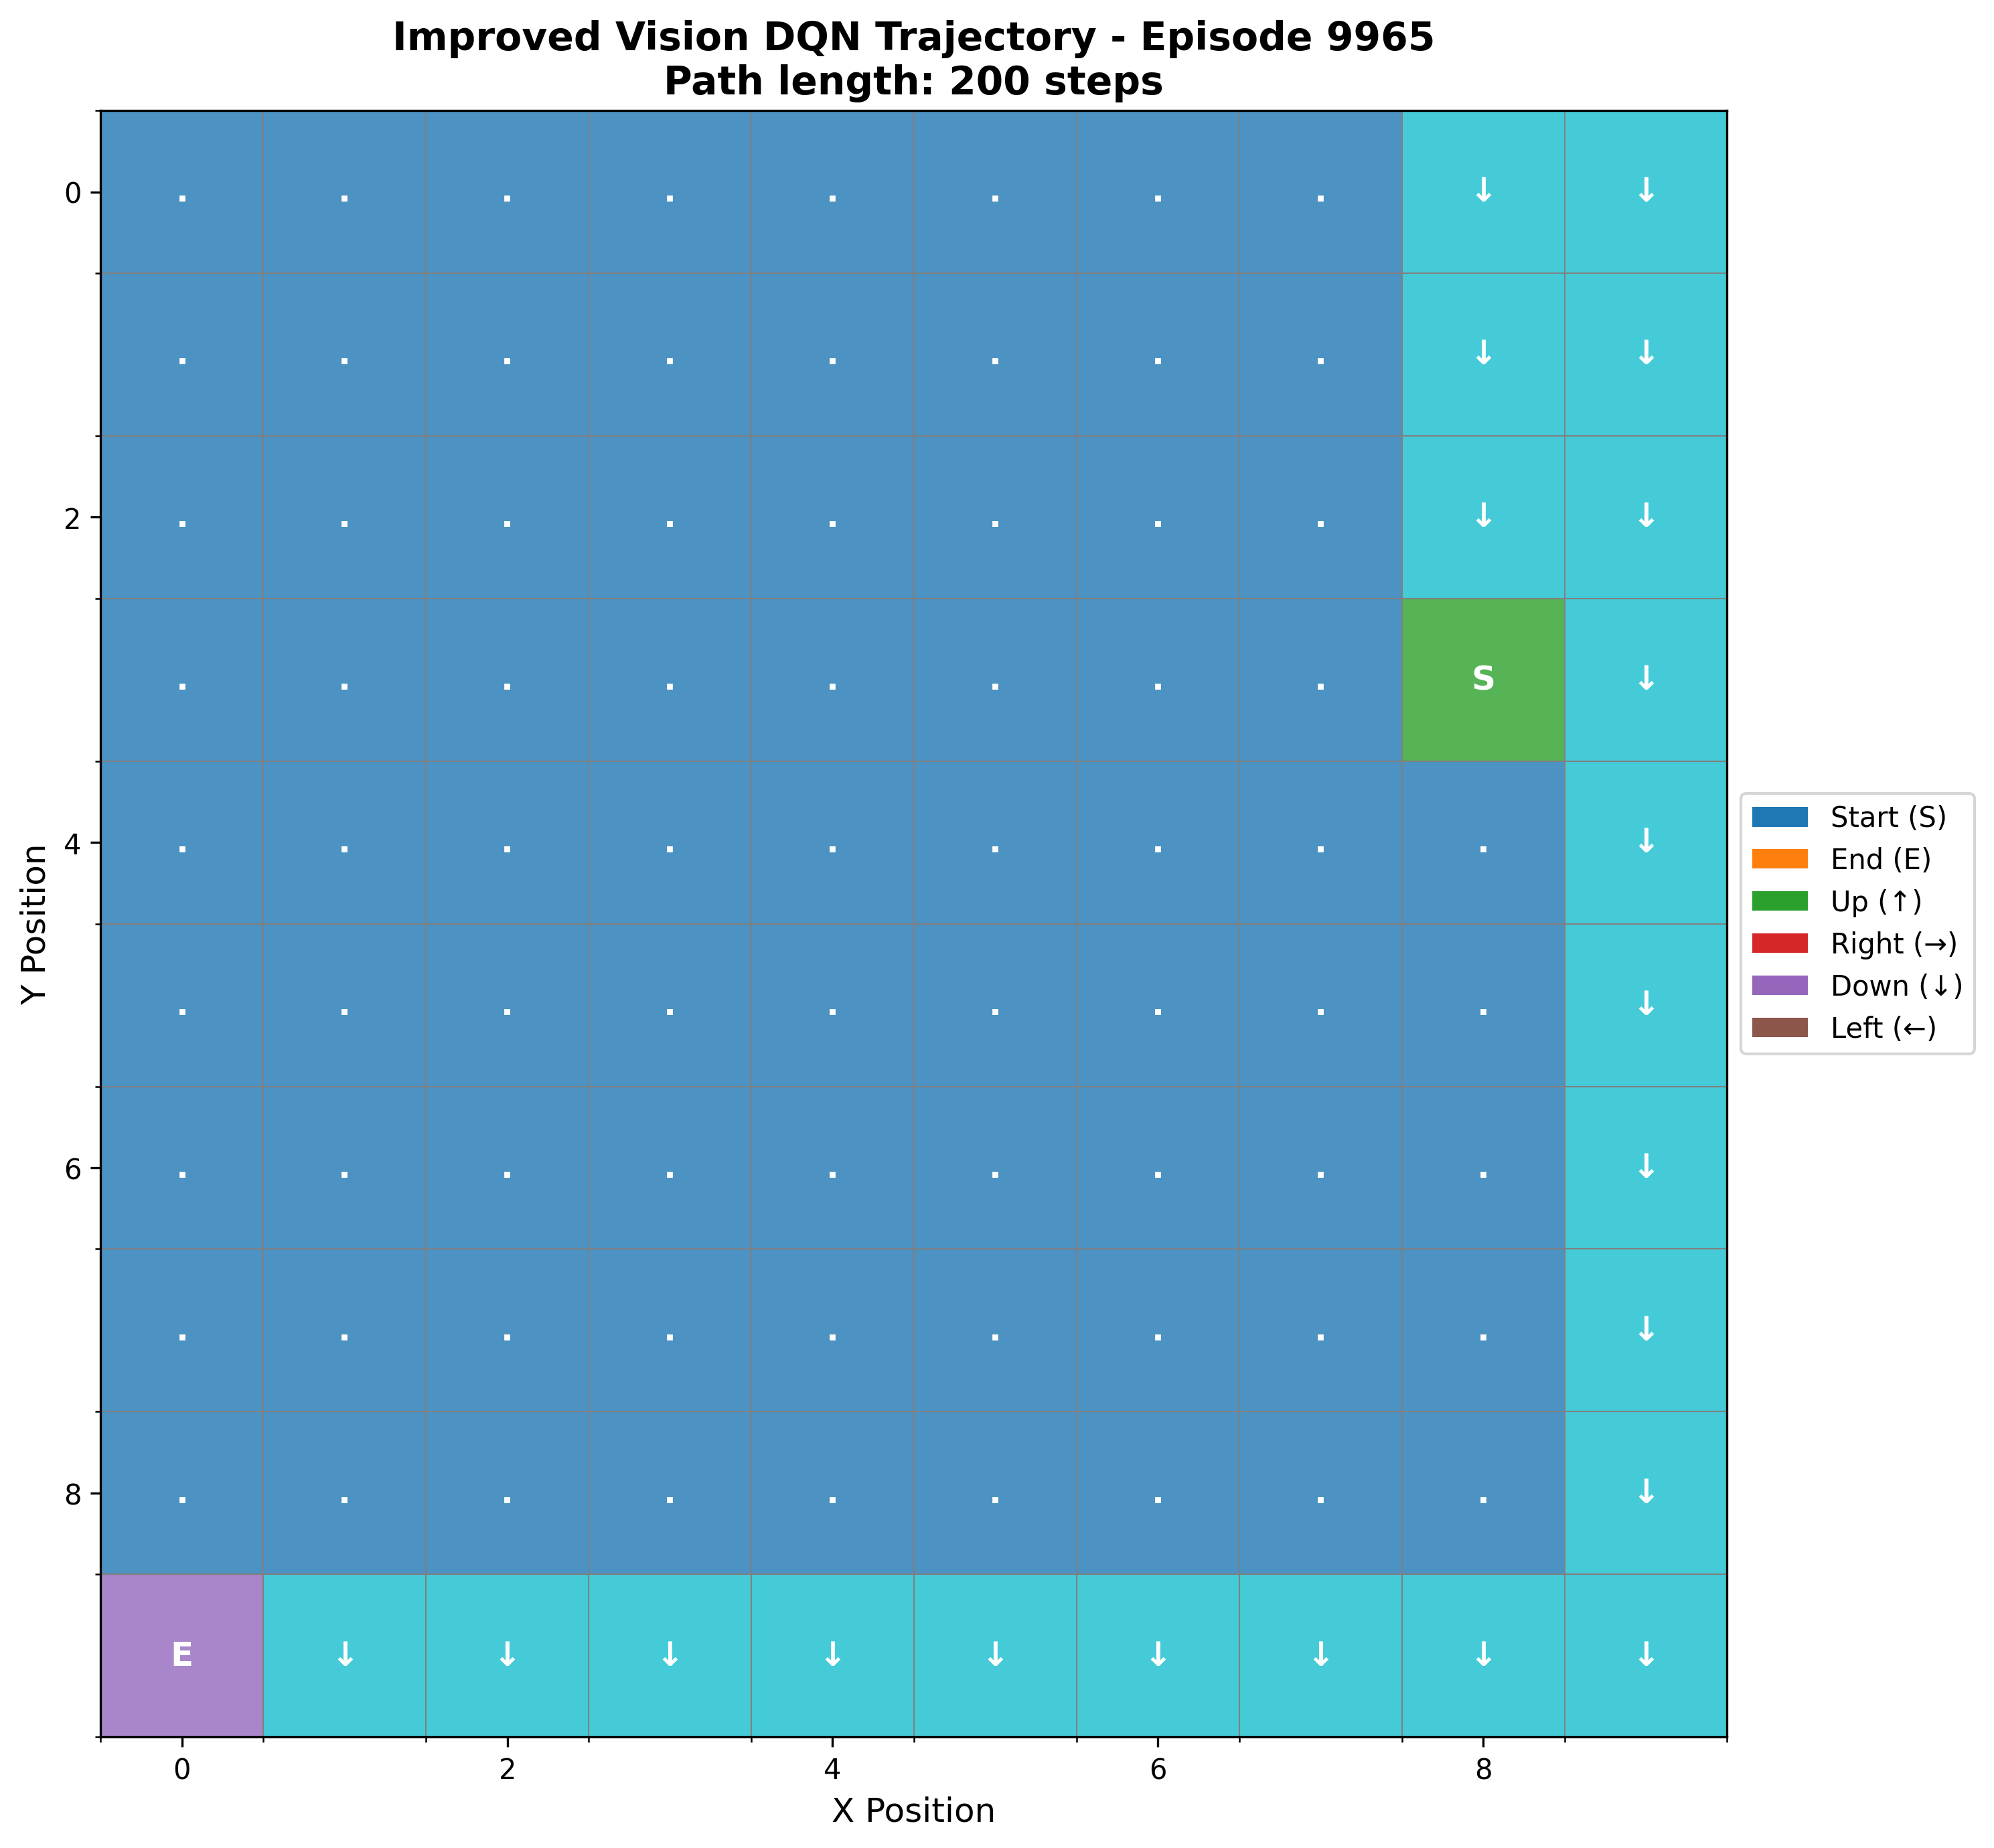 Improved Vision DQN Trajectory - Episode 9965
Path length: 200 steps
0 . . . . . . . . ↓ ↓
. . . . . . . . ↓ ↓
2 . . . . . . . . ↓ ↓
. . . . . . . . S ↓
4 . . . . . . . . . ↓
. . . . . . . . . ↓
6 . . . . . . . . . ↓
. . . . . . . . . ↓
8 . . . . . . . . . ↓
E ↓ ↓ ↓ ↓ ↓ ↓ ↓ ↓ ↓
0 2 4 6 8
X Position
Y Position
Start (S)
End (E)
Up (↑)
Right (→)
Down (↓)
Left (←)